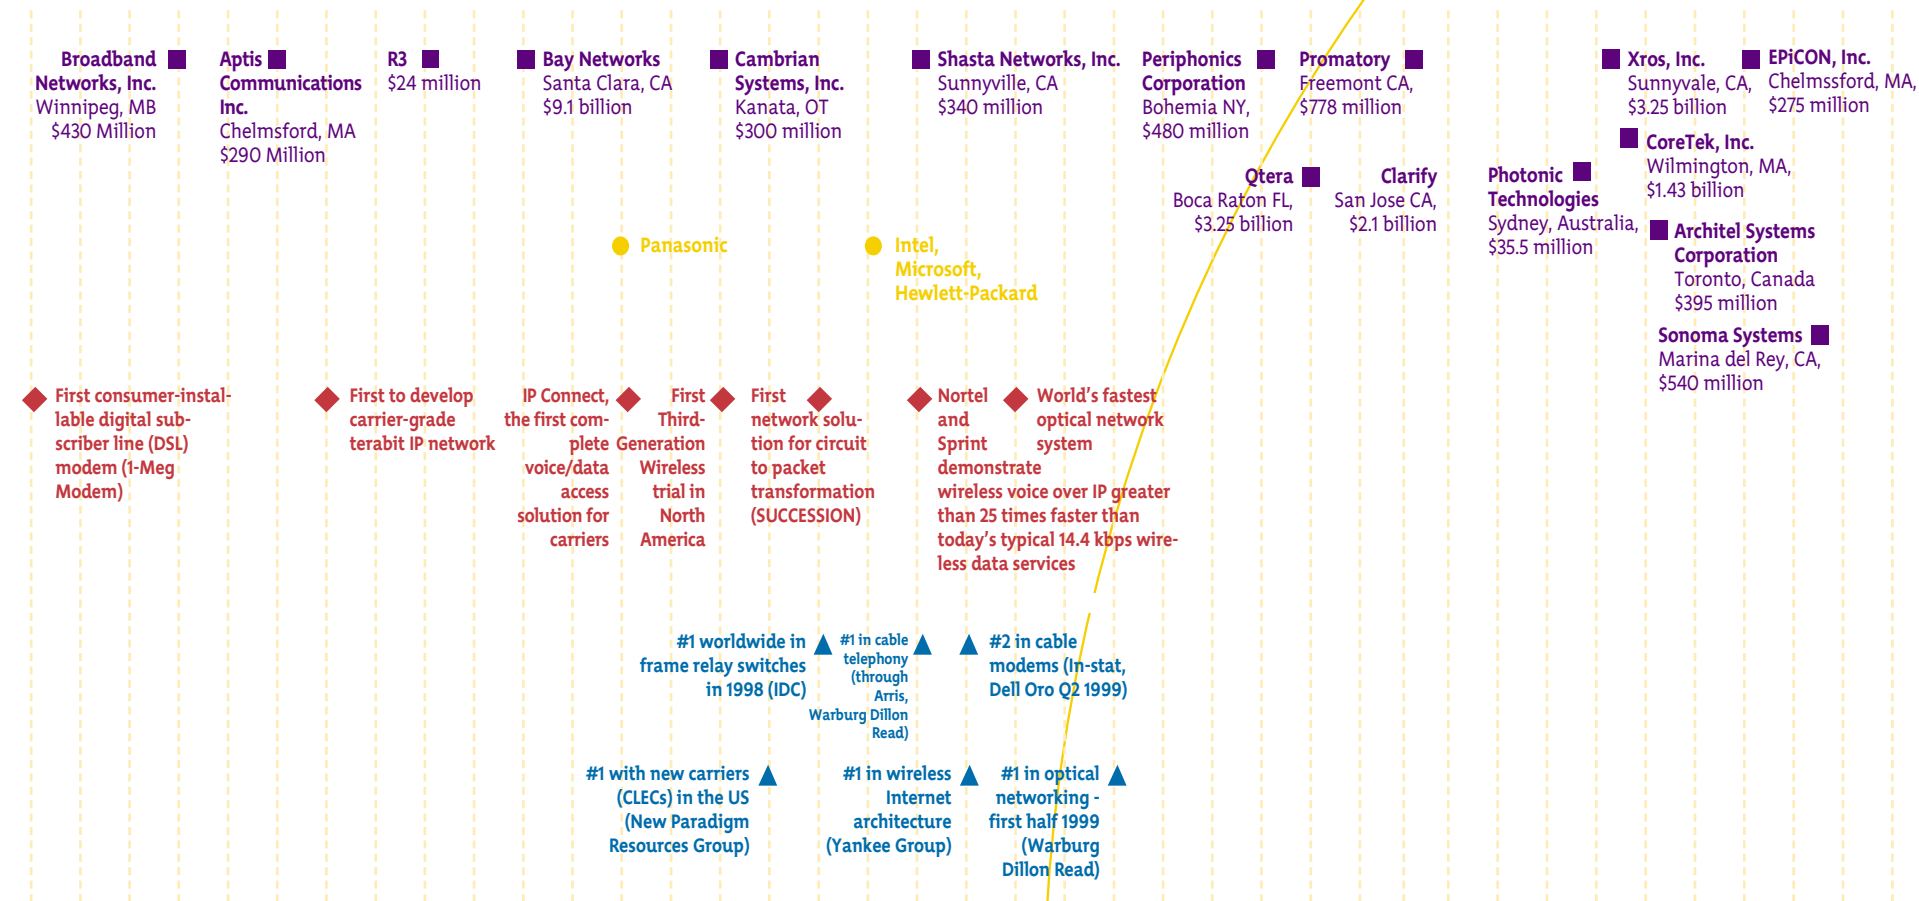 Broadband
Networks, Inc.
Winnipeg, MB
$430 Million
Aptis
Communications
Inc.
Chelmsford, MA
$290 Million
R3
$24 million
Bay Networks
Santa Clara, CA
$9.1 billion
Cambrian
Systems, Inc.
Kanata, OT
$300 million
Shasta Networks, Inc.
Sunnyville, CA
$340 million
Periphonics
Corporation
Bohemia NY,
$480 million
Promatory
Freemont CA,
$778 million
Xros, Inc.
Sunnyvale, CA,
$3.25 billion
EPiCON, Inc.
Chelmssford, MA,
$275 million
CoreTek, Inc.
Wilmington, MA,
$1.43 billion
Qtera
Boca Raton FL,
$3.25 billion
Clarify
San Jose CA,
$2.1 billion
Photonic
Technologies
Sydney, Australia,
$35.5 million
Architel Systems
Corporation
Toronto, Canada
$395 million
Sonoma Systems
Marina del Rey, CA,
$540 million
Panasonic
Intel,
Microsoft,
Hewlett-Packard
First consumer-instal-
lable digital sub-
scriber line (DSL)
modem (1-Meg
Modem)
First to develop
carrier-grade
terabit IP network
IP Connect,
the first com-
plete
voice/data
access
solution for
carriers
First
Third-
Generation
Wireless
trial in
North
America
First
network solu-
tion for circuit
to packet
transformation
(SUCCESSION)
Nortel
and
Sprint
demonstrate
wireless voice over IP greater
than 25 times faster than
today's typical 14.4 kbps wire-
less data services
World's fastest
optical network
system
#1 worldwide in
frame relay switches
in 1998 (IDC)
#1 in cable
telephony
(through
Arris,
Warburg Dillon
Read)
#2 in cable
modems (In-stat,
Dell Oro Q2 1999)
#1 with new carriers
(CLECs) in the US
(New Paradigm
Resources Group)
#1 in wireless
Internet
architecture
(Yankee Group)
#1 in optical
networking -
first half 1999
(Warburg
Dillon Read)